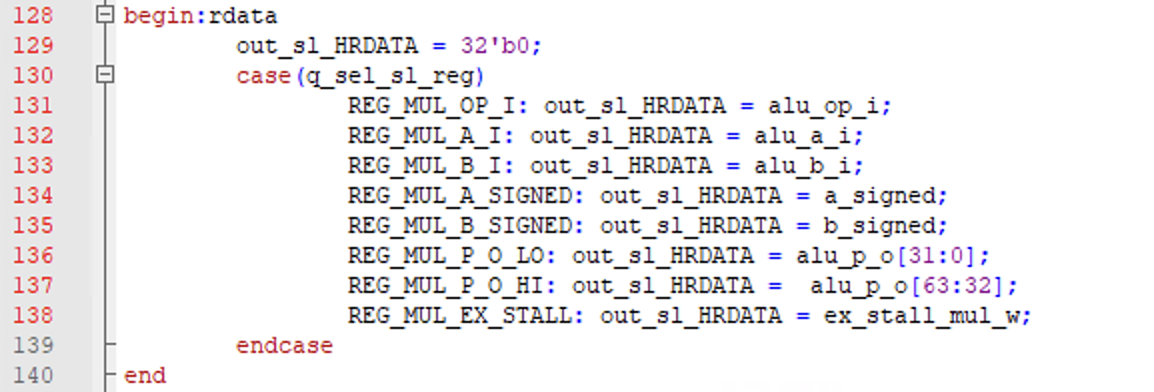 128 begin:rdata
129 out_sl_HRDATA = 32'b0;
130 case(q_sel_sl_reg)
131 REG_MUL_OP_I: out_sl_HRDATA = alu_op_i;
132 REG_MUL_A_I: out_sl_HRDATA = alu_a_i;
133 REG_MUL_B_I: out_sl_HRDATA = alu_b_i;
134 REG_MUL_A_SIGNED: out_sl_HRDATA = a_signed;
135 REG_MUL_B_SIGNED: out_sl_HRDATA = b_signed;
136 REG_MUL_P_O_LO: out_sl_HRDATA = alu_p_o[31:0];
137 REG_MUL_P_O_HI: out_sl_HRDATA =  alu_p_o[63:32];
138 REG_MUL_EX_STALL: out_sl_HRDATA = ex_stall_mul_w;
139 endcase
140 end